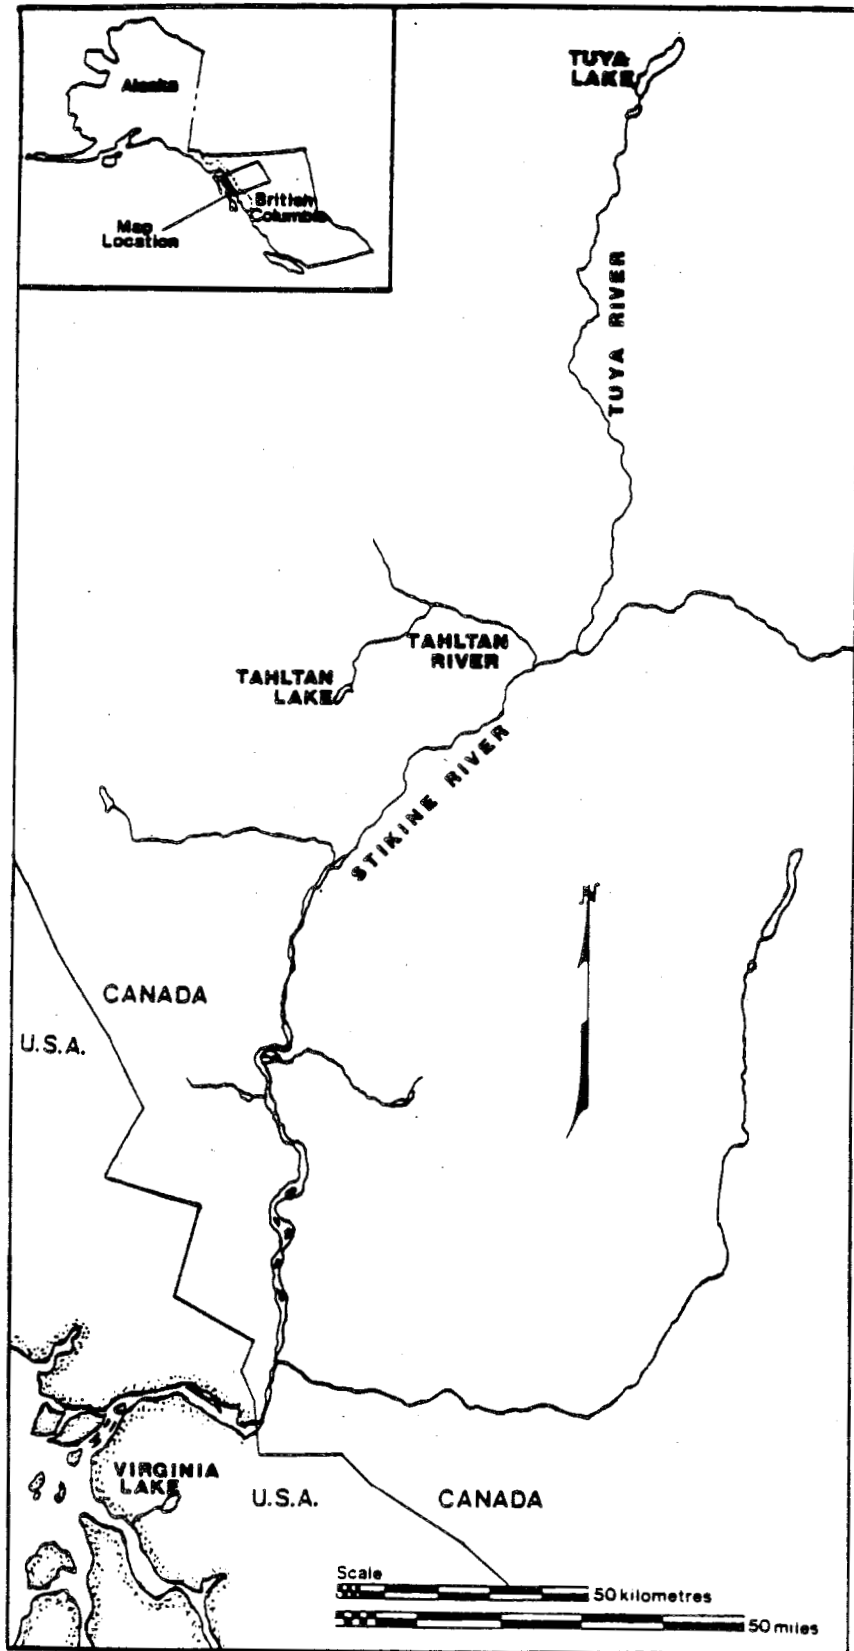 Alaska
British
Columbia
Map
Location
TUYA
LAKE
TUYA RIVER
TAHLTAN
RIVER
TAHLTAN
LAKE
STIKINE RIVER
N
CANADA
U.S.A.
VIRGINIA
LAKE
U.S.A.
CANADA
Scale
50 kilometres
50 miles